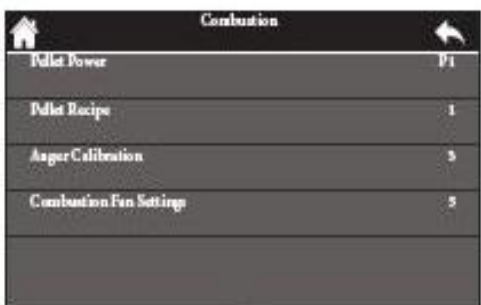 Combustion
Pellet Power P1
Pellet Recipe 1
Auger Calibration 5
Combustion Fan Settings 5